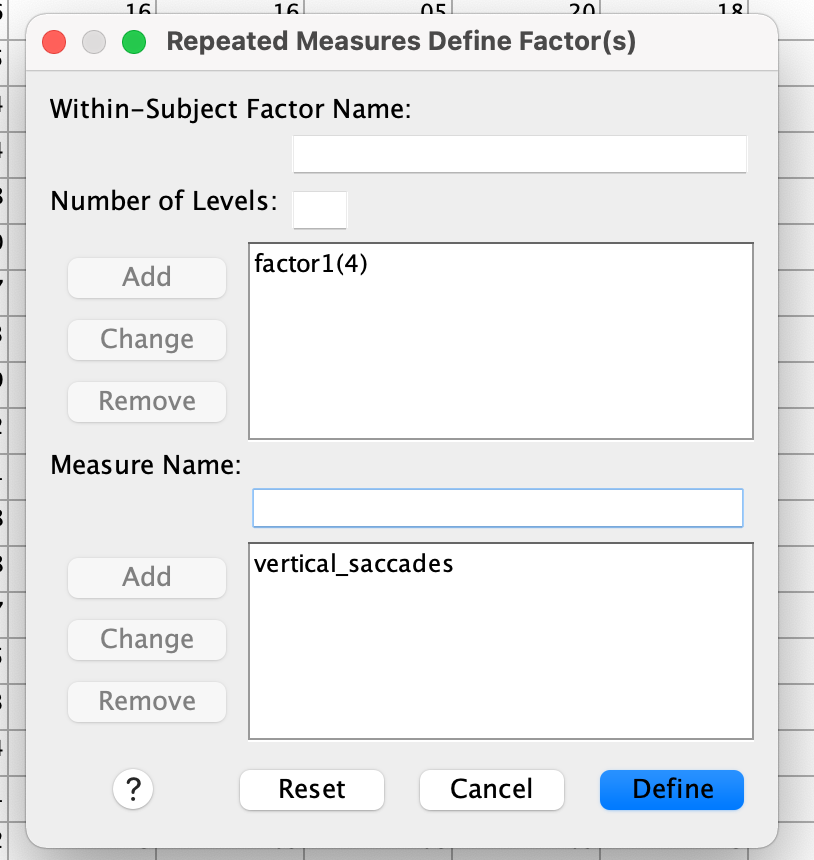 16 16 05 20 18
Repeated Measures Define Factor(s)
Within-Subject Factor Name:
Number of Levels:
factor1(4)
Add
Change
Remove
Measure Name:
vertical_saccades
Add
Change
Remove
? Reset Cancel Define